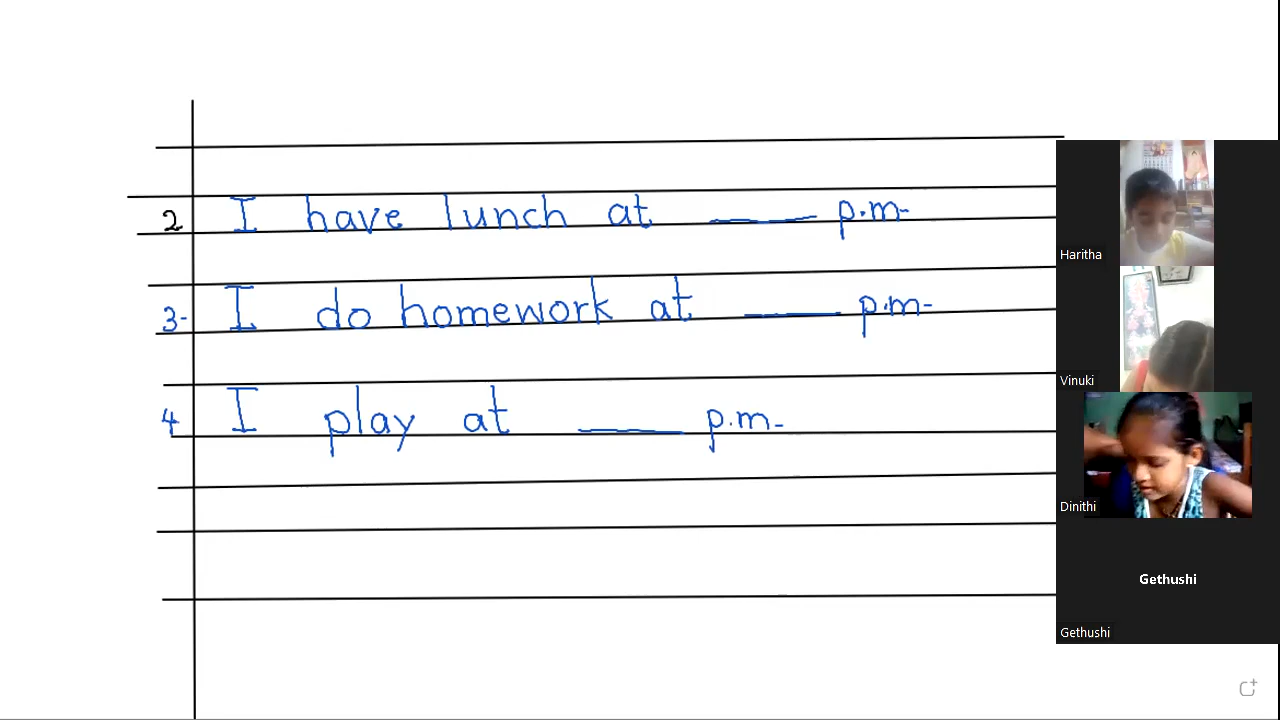 2 I have lunch at ____ p.m.
3. I do homework at ____ p.m.
4 I play at ____ p.m.
Haritha
Vinuki
Dinithi
Gethushi
Gethushi